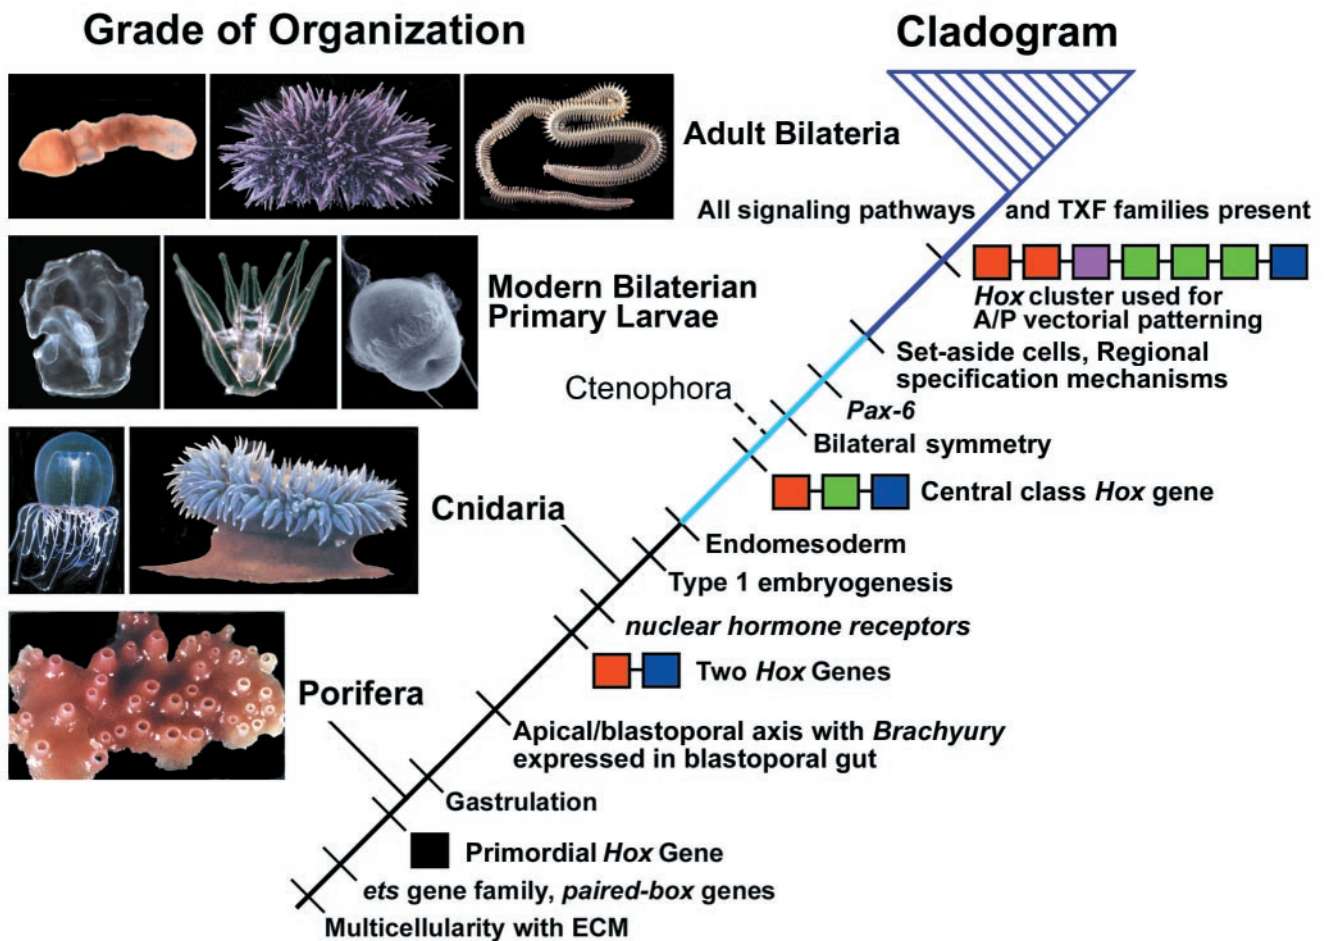 Grade of Organization
Cladogram
Adult Bilateria
All signaling pathways and TXF families present
Hox cluster used for
A/P vectorial patterning
Modern Bilaterian
Primary Larvae
Set-aside cells, Regional
specification mechanisms
Ctenophora
Pax-6
Bilateral symmetry
Central class Hox gene
Cnidaria
Endomesoderm
Type 1 embryogenesis
nuclear hormone receptors
Two Hox Genes
Porifera
Apical/blastoporal axis with Brachyury
expressed in blastoporal gut
Gastrulation
Primordial Hox Gene
ets gene family, paired-box genes
Multicellularity with ECM